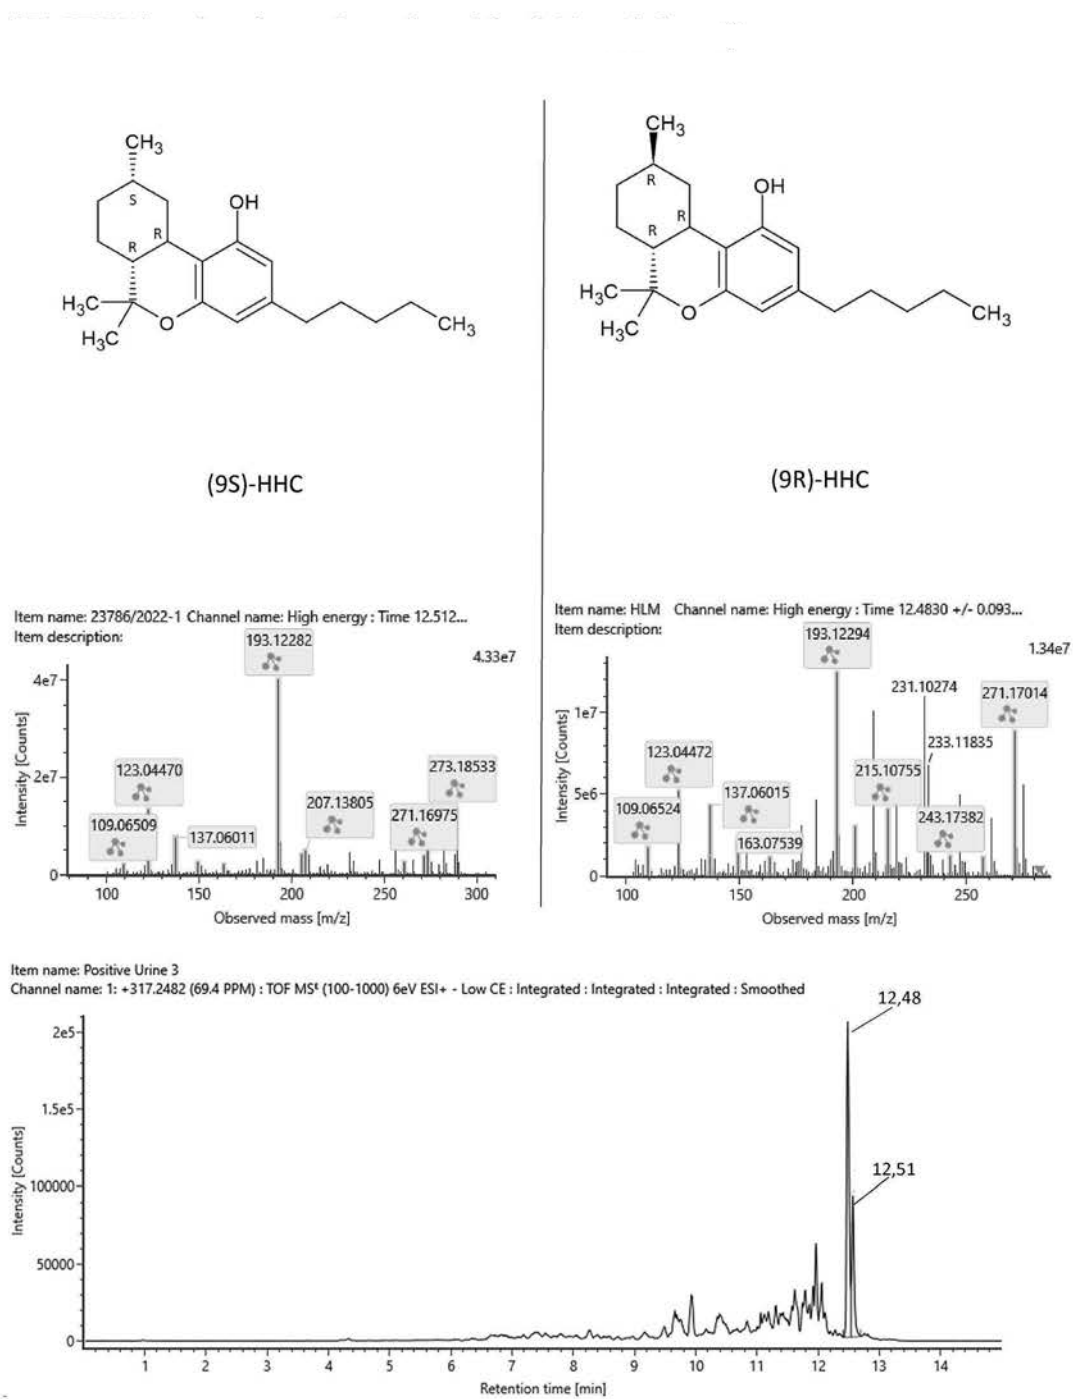 CH3
S
R
R
OH
H3C
H3C
O
CH3
(9S)-HHC
CH3
R
R
R
OH
H3C
H3C
O
CH3
(9R)-HHC
Item name: 23786/2022-1 Channel name: High energy : Time 12.512...
Item description:
4.33e7
193.12282
123.04470
109.06509
137.06011
207.13805
271.16975
273.18533
Intensity [Counts]
4e7
2e7
0
100 150 200 250 300
Observed mass [m/z]
Item name: HLM Channel name: High energy : Time 12.4830 +/- 0.093...
Item description:
1.34e7
193.12294
231.10274
271.17014
233.11835
123.04472
215.10755
109.06524
137.06015
163.07539
243.17382
Intensity [Counts]
1e7
5e6
0
100 150 200 250
Observed mass [m/z]
Item name: Positive Urine 3
Channel name: 1: +317.2482 (69.4 PPM) : TOF MSᴱ (100-1000) 6eV ESI+ - Low CE : Integrated : Integrated : Integrated : Smoothed
12,48
12,51
Intensity [Counts]
2e5
1.5e5
100000
50000
0
1 2 3 4 5 6 7 8 9 10 11 12 13 14
Retention time [min]